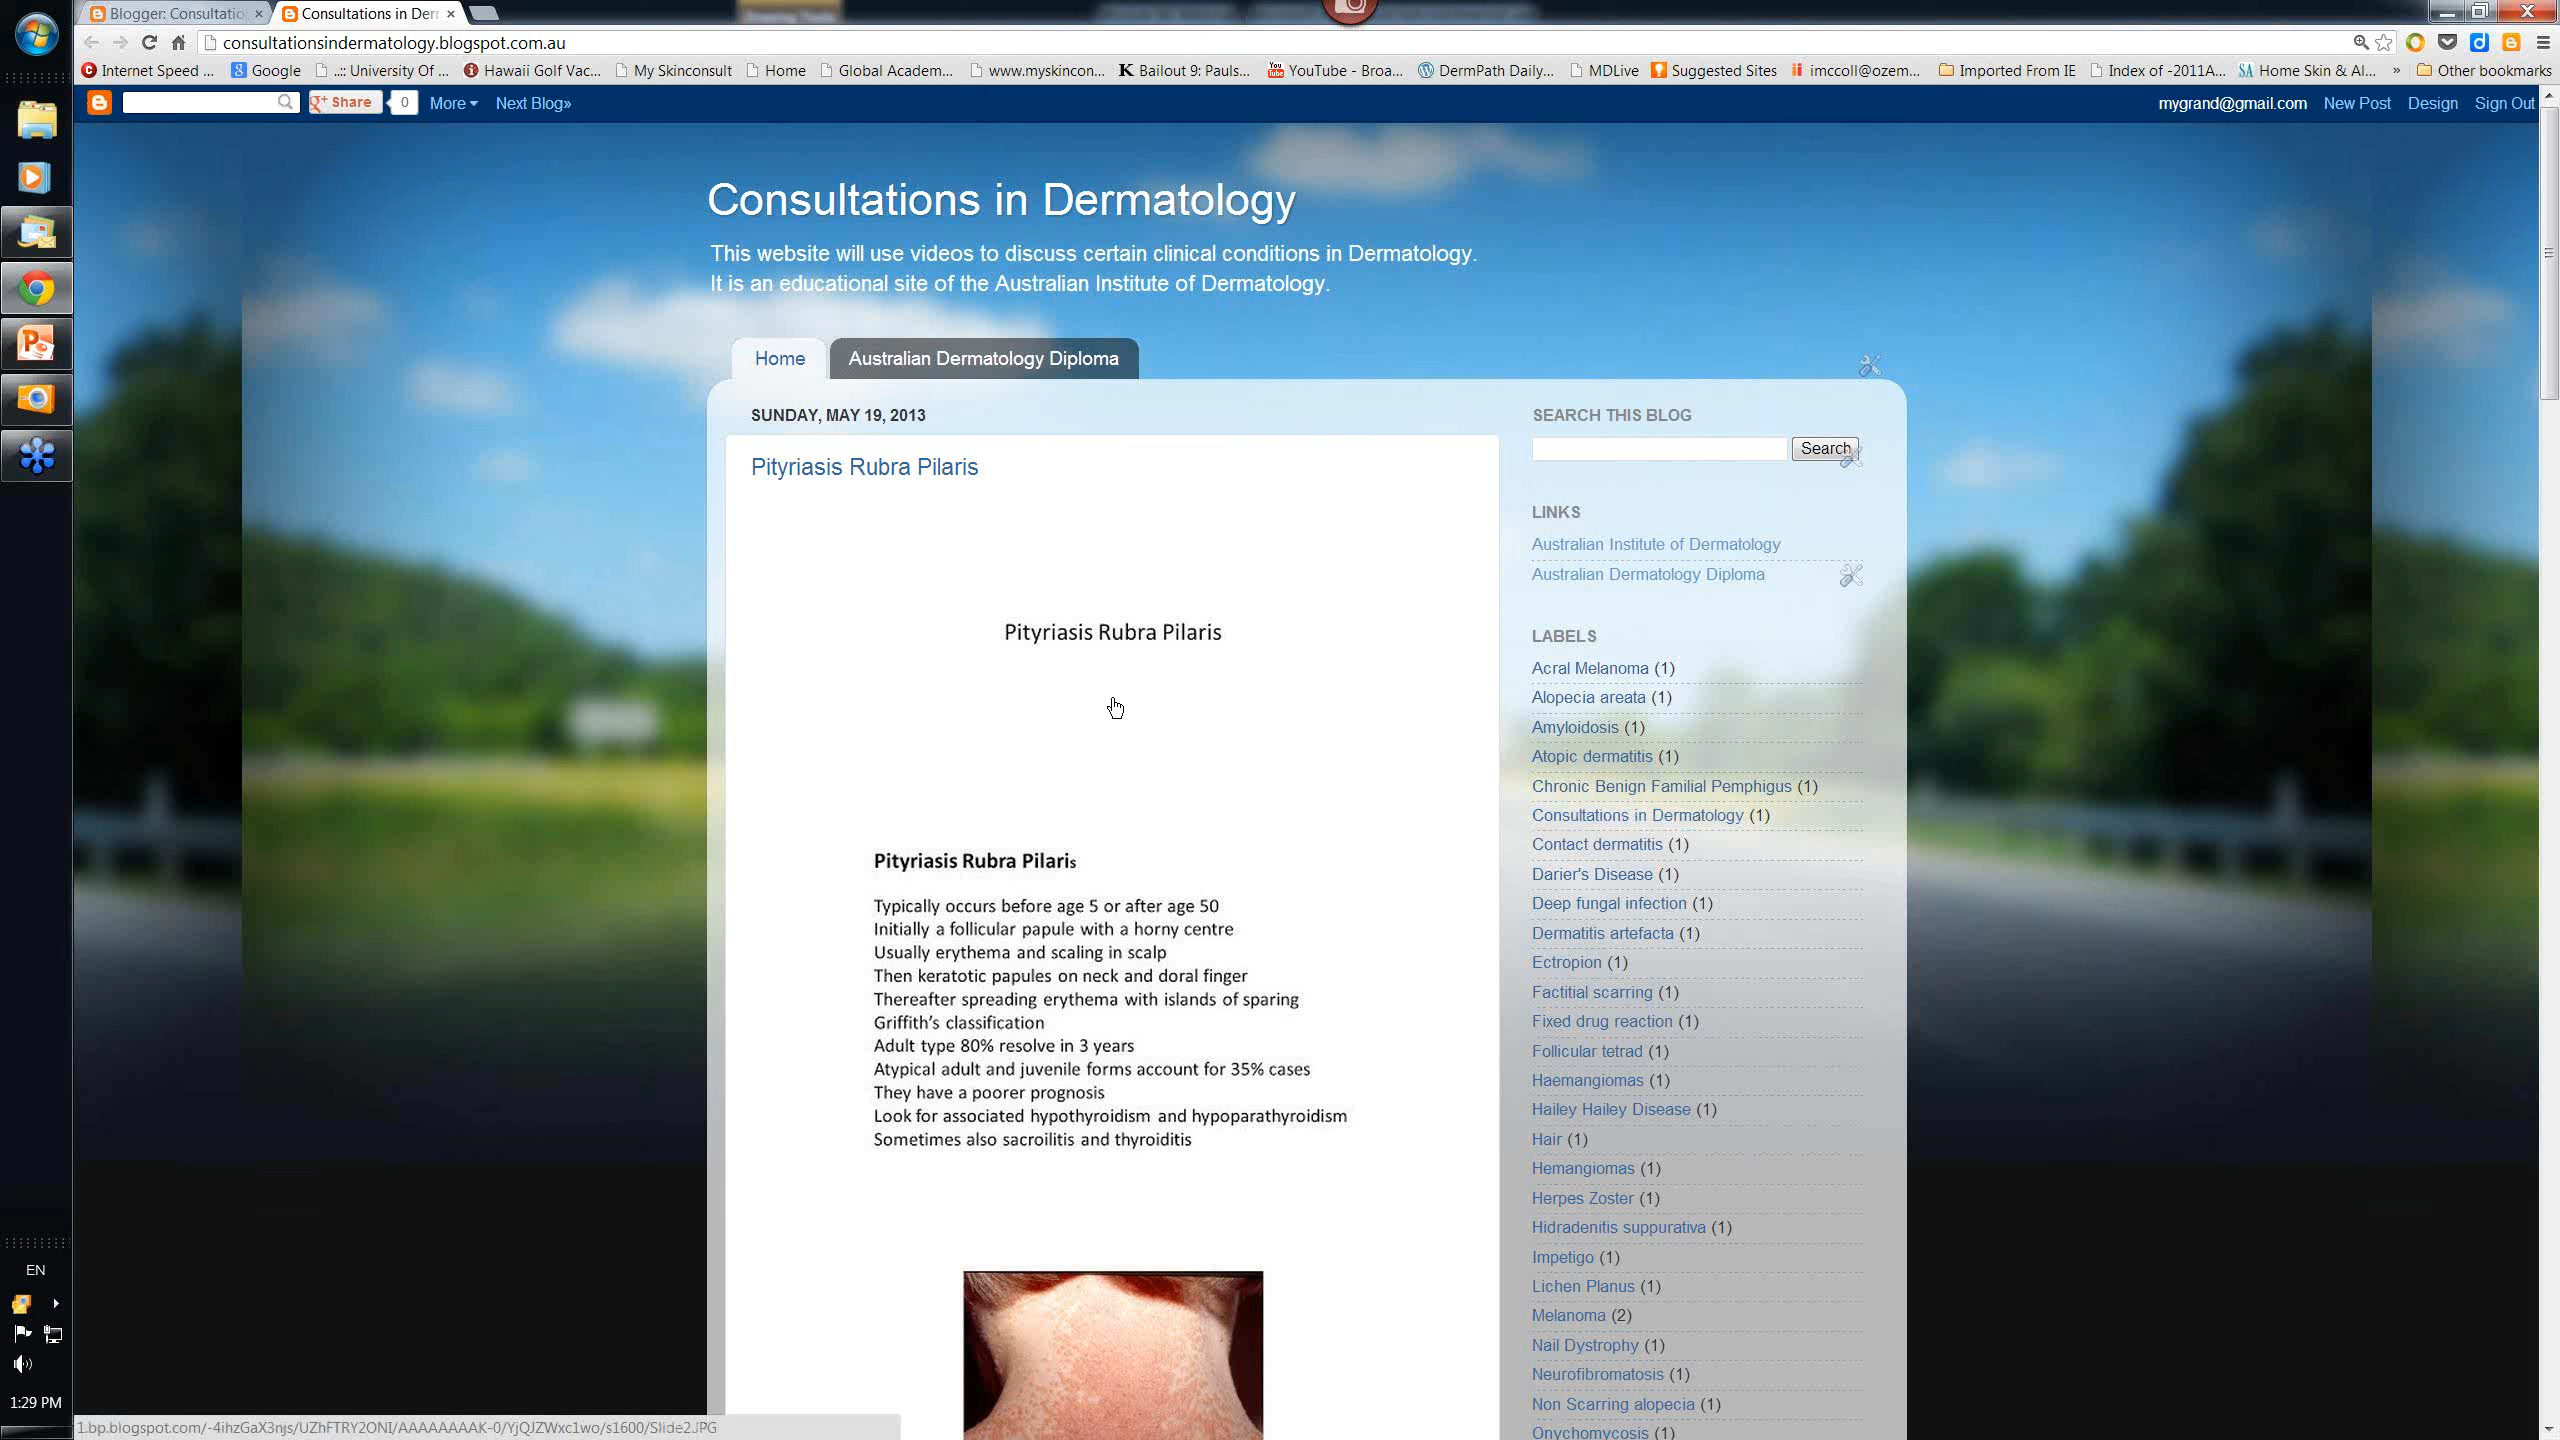 Blogger: Consultatio
Consultations in Der
consultationsindermatology.blogspot.com.au
Internet Speed ...
Google
..:: University Of ...
Hawaii Golf Vac...
My Skinconsult
Home
Global Academ...
www.myskincon...
Bailout 9: Pauls...
YouTube - Broa...
DermPath Daily...
MDLive
Suggested Sites
imccoll@ozem...
Imported From IE
Index of -2011A...
Home Skin & Al...
»
Other bookmarks
Share
0
More
Next Blog»
mygrand@gmail.com
New Post
Design
Sign Out
Consultations in Dermatology
This website will use videos to discuss certain clinical conditions in Dermatology.
It is an educational site of the Australian Institute of Dermatology.
Home
Australian Dermatology Diploma
SUNDAY, MAY 19, 2013
Pityriasis Rubra Pilaris
Pityriasis Rubra Pilaris
Pityriasis Rubra Pilaris
Typically occurs before age 5 or after age 50
Initially a follicular papule with a horny centre
Usually erythema and scaling in scalp
Then keratotic papules on neck and doral finger
Thereafter spreading erythema with islands of sparing
Griffith's classification
Adult type 80% resolve in 3 years
Atypical adult and juvenile forms account for 35% cases
They have a poorer prognosis
Look for associated hypothyroidism and hypoparathyroidism
Sometimes also sacroilitis and thyroiditis
SEARCH THIS BLOG
Search
LINKS
Australian Institute of Dermatology
Australian Dermatology Diploma
LABELS
Acral Melanoma (1)
Alopecia areata (1)
Amyloidosis (1)
Atopic dermatitis (1)
Chronic Benign Familial Pemphigus (1)
Consultations in Dermatology (1)
Contact dermatitis (1)
Darier's Disease (1)
Deep fungal infection (1)
Dermatitis artefacta (1)
Ectropion (1)
Factitial scarring (1)
Fixed drug reaction (1)
Follicular tetrad (1)
Haemangiomas (1)
Hailey Hailey Disease (1)
Hair (1)
Hemangiomas (1)
Herpes Zoster (1)
Hidradenitis suppurativa (1)
Impetigo (1)
Lichen Planus (1)
Melanoma (2)
Nail Dystrophy (1)
Neurofibromatosis (1)
Non Scarring alopecia (1)
Onychomycosis (1)
EN
1:29 PM
1.bp.blogspot.com/-4ihzGaX3njs/UZhFTRY2ONI/AAAAAAAAK-0/YjQJZWxc1wo/s1600/Slide2.JPG